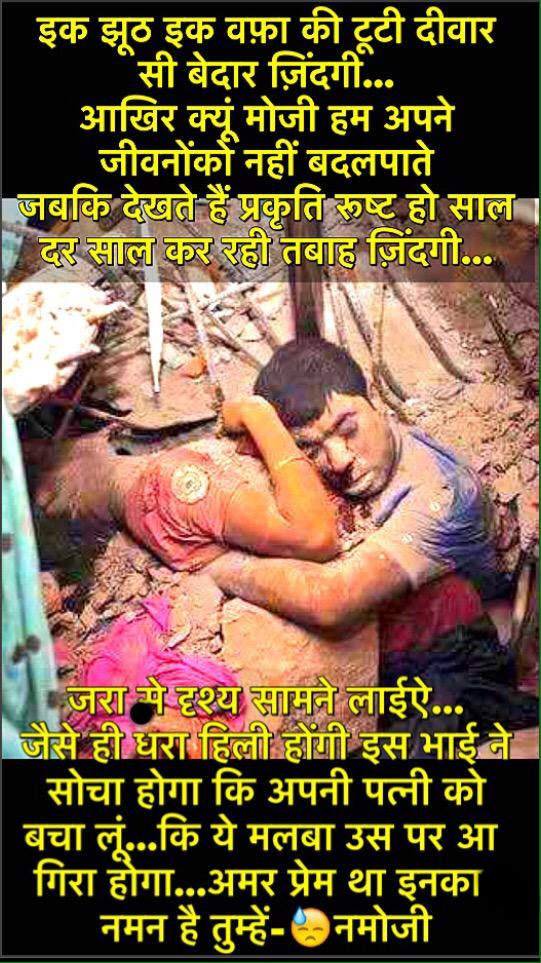 इक झूठ इक वफ़ा की टूटी दीवार
सी बेदार ज़िंदगी...
आखिर क्यूं मोजी हम अपने
जीवनोंको नहीं बदलपाते
जबकि देखते हैं प्रकृति रूष्ट हो साल
दर साल कर रही तबाह ज़िंदगी...
जरा ये दृश्य सामने लाईऐ...
जैसे ही धरा हिली होंगी इस भाई ने
सोचा होगा कि अपनी पत्नी को
बचा लूं...कि ये मलबा उस पर आ
गिरा होगा...अमर प्रेम था इनका
नमन है तुम्हें-😓नमोजी